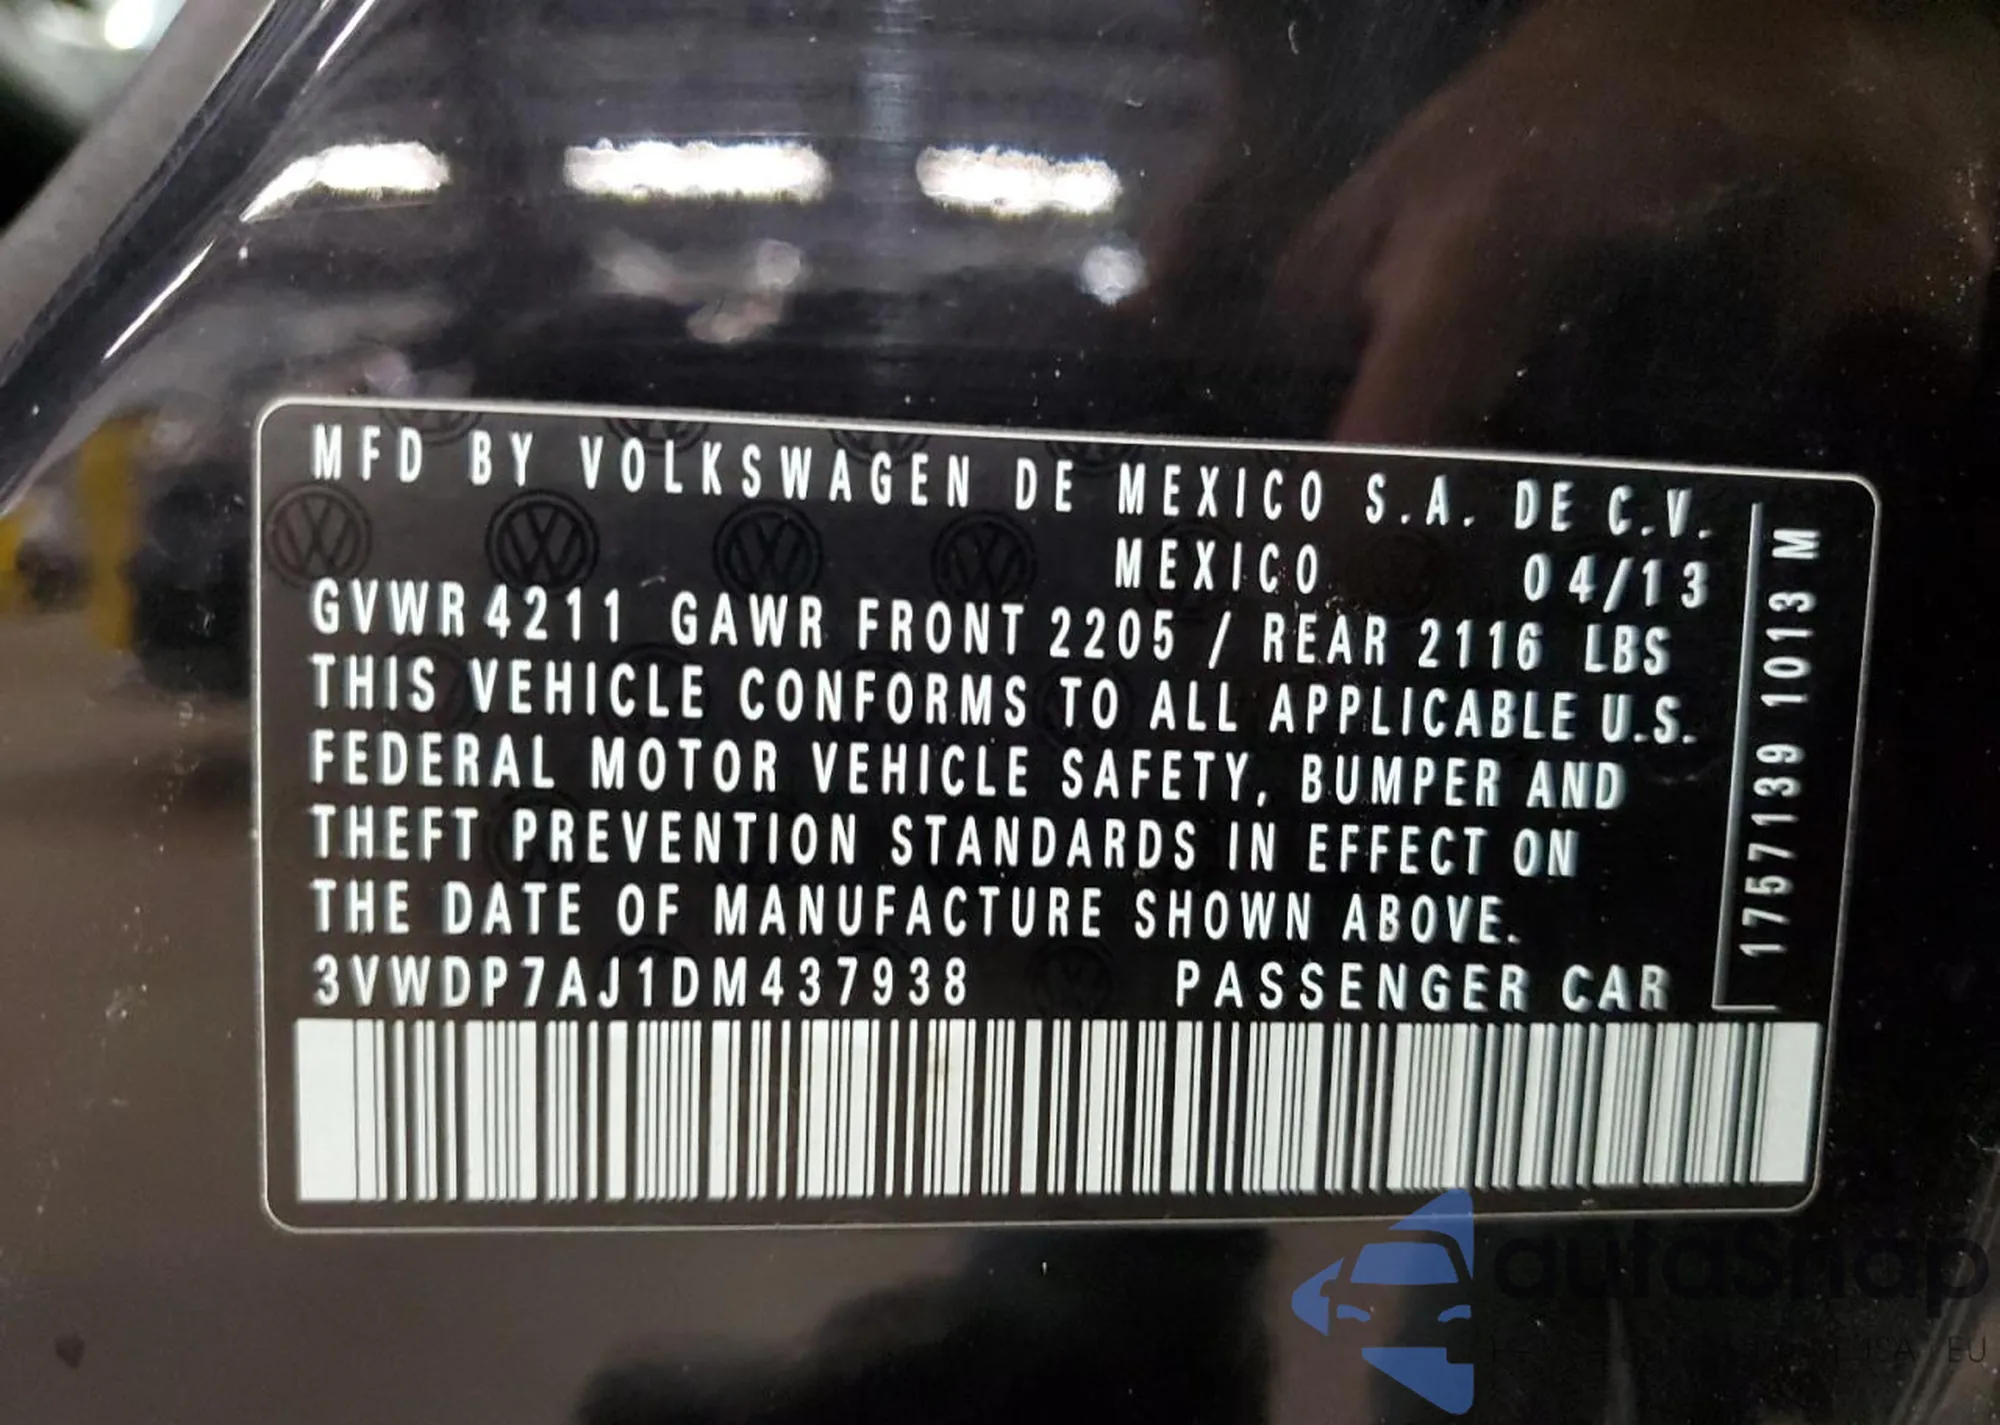 MFD BY VOLKSWAGEN DE MEXICO S.A. DE C.V.
MEXICO 04/13
GVWR 4211 GAWR FRONT 2205 / REAR 2116 LBS
THIS VEHICLE CONFORMS TO ALL APPLICABLE U.S.
FEDERAL MOTOR VEHICLE SAFETY, BUMPER AND
THEFT PREVENTION STANDARDS IN EFFECT ON
THE DATE OF MANUFACTURE SHOWN ABOVE.
3VWDP7AJ1DM437938 PASSENGER CAR
1757139 1013 M
autoSnap